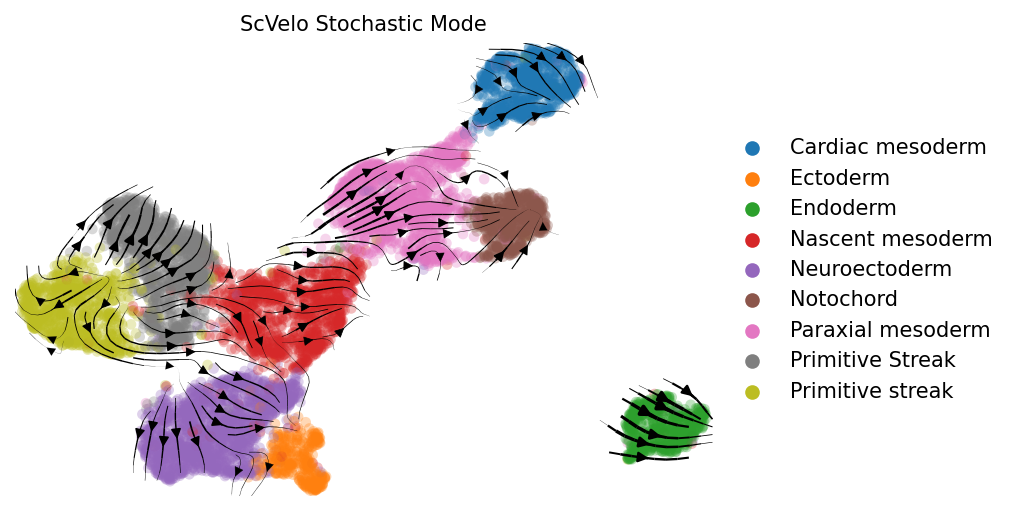 ScVelo Stochastic Mode
Cardiac mesoderm
Ectoderm
Endoderm
Nascent mesoderm
Neuroectoderm
Notochord
Paraxial mesoderm
Primitive Streak
Primitive streak